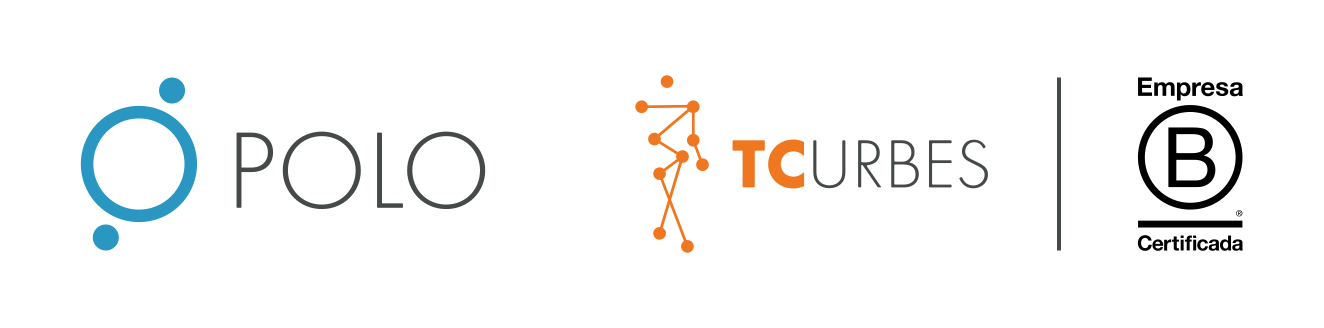 POLO
TCURBES
Empresa
B
®
Certificada